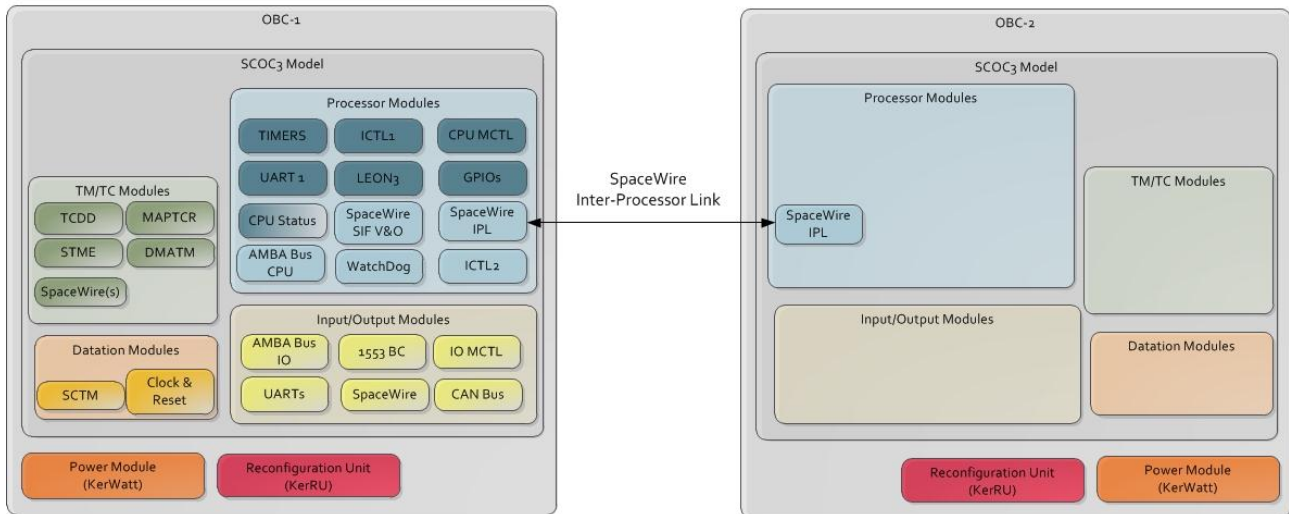 OBC-1
SCOC3 Model
Processor Modules
TIMERS
ICTL1
CPU MCTL
UART 1
LEON3
GPIOs
CPU Status
SpaceWire
SIF V&O
SpaceWire
IPL
AMBA Bus
CPU
WatchDog
ICTL2
TM/TC Modules
TCDD
MAPTCR
STME
DMATM
SpaceWire(s)
Datation Modules
SCTM
Clock &
Reset
Input/Output Modules
AMBA Bus
IO
1553 BC
IO MCTL
UARTs
SpaceWire
CAN Bus
Power Module
(KerWatt)
Reconfiguration Unit
(KerRU)
SpaceWire
Inter-Processor Link
OBC-2
SCOC3 Model
Processor Modules
SpaceWire
IPL
TM/TC Modules
Input/Output Modules
Datation Modules
Reconfiguration Unit
(KerRU)
Power Module
(KerWatt)